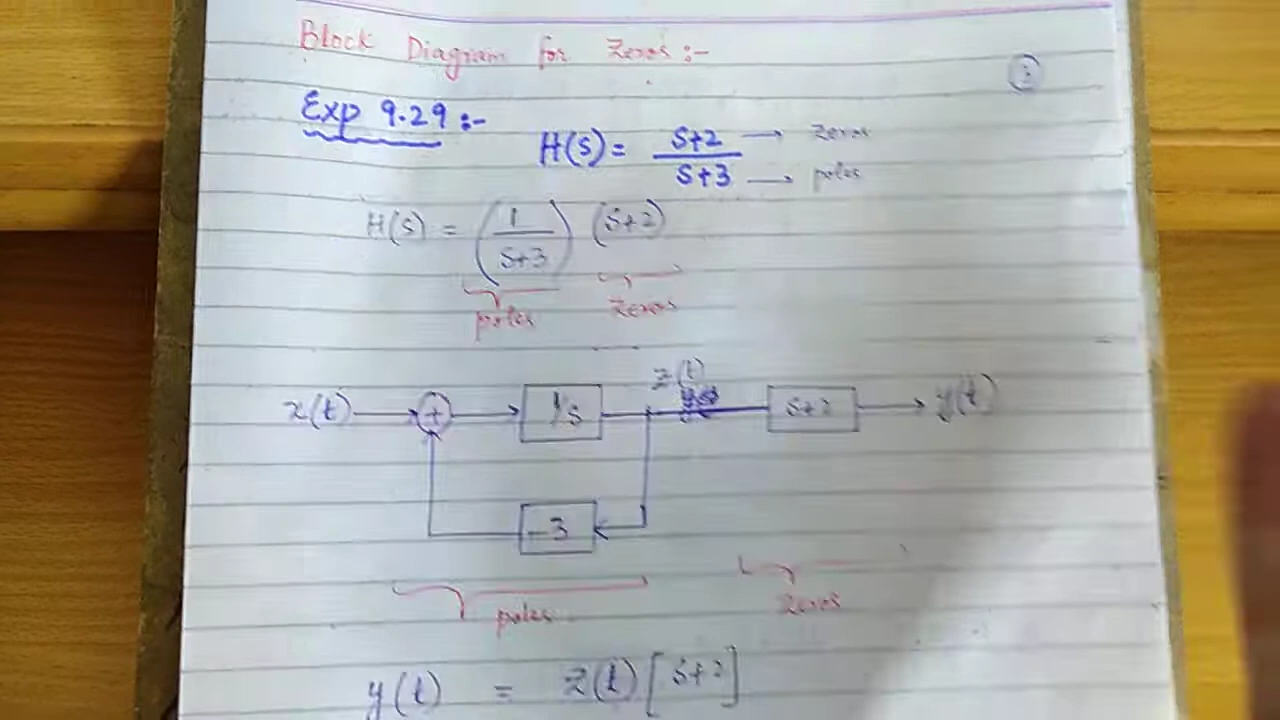 Block Diagram for Zeros :-
Exp 9.29 :-
H(s) = s+2 / s+3 → zeros → poles
H(s) = (1 / s+3) (s+2)
poles zeros
z(t)
x(t) + 1/s s+2 y(t)
-3
poles zeros
y(t) = z(t) [s+2]